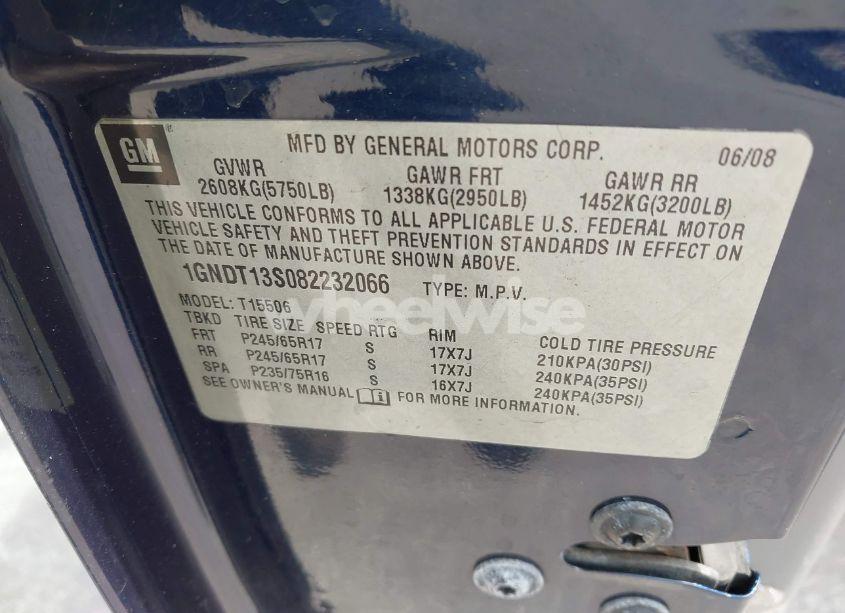 GM
MFD BY GENERAL MOTORS CORP. 06/08
GVWR GAWR FRT GAWR RR
2608KG(5750LB) 1338KG(2950LB) 1452KG(3200LB)
THIS VEHICLE CONFORMS TO ALL APPLICABLE U.S. FEDERAL MOTOR
VEHICLE SAFETY AND THEFT PREVENTION STANDARDS IN EFFECT ON
THE DATE OF MANUFACTURE SHOWN ABOVE.
1GNDT13S082232066 TYPE: M.P.V.
MODEL: T15506
wheelwise
TBKD TIRE SIZE SPEED RTG RIM COLD TIRE PRESSURE
FRT P245/65R17 S 17X7J 210KPA(30PSI)
RR P245/65R17 S 17X7J 240KPA(35PSI)
SPA P235/75R16 S 16X7J 240KPA(35PSI)
SEE OWNER'S MANUAL FOR MORE INFORMATION.